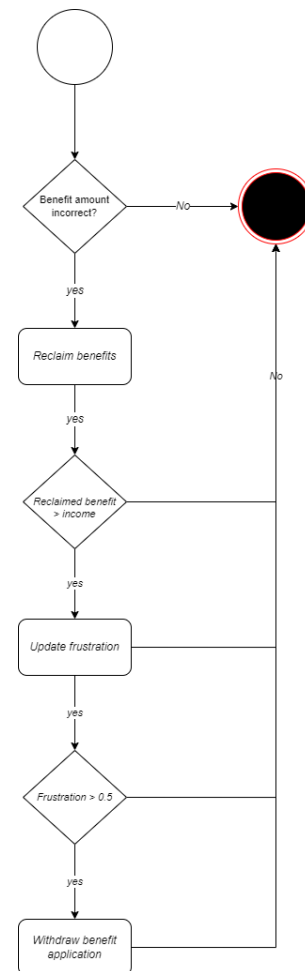 Benefit amount
incorrect?
No
yes
Reclaim benefits
No
yes
Reclaimed benefit
> income
yes
Update frustration
yes
Frustration > 0.5
yes
Withdraw benefit
application